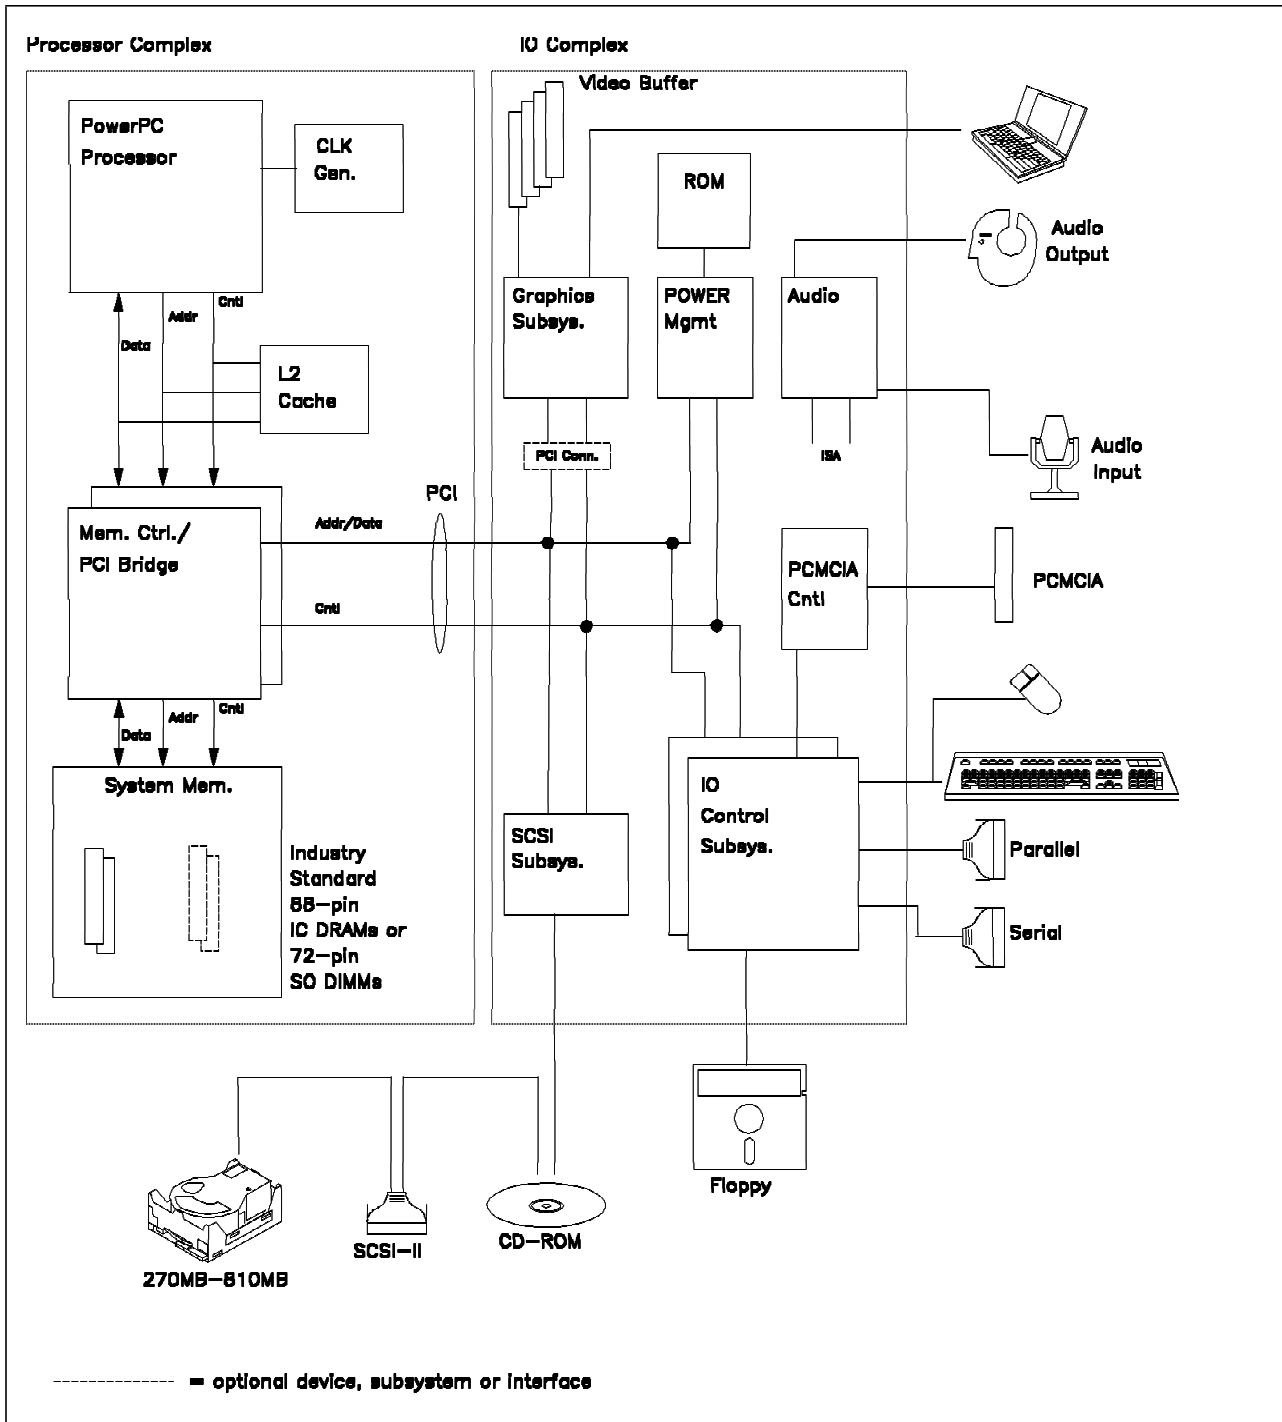 Processor Complex
IO Complex
Video Buffer
PowerPC
Processor
CLK
Gen.
ROM
Audio
Output
Graphics
Subsys.
POWER
Mgmt
Audio
Cntl
Addr
Data
L2
Cache
PCI Conn.
ISA
Audio
Input
PCI
Addr/Data
Mem. Ctrl./
PCI Bridge
PCMCIA
Cntl
PCMCIA
Cntl
Cntl
Addr
Data
System Mem.
IO
Control
Subsys.
SCSI
Subsys.
Parallel
Industry
Standard
88-pin
IC DRAMs or
72-pin
SO DIMMs
Serial
Floppy
CD-ROM
SCSI-II
270MB-810MB
= optional device, subsystem or interface